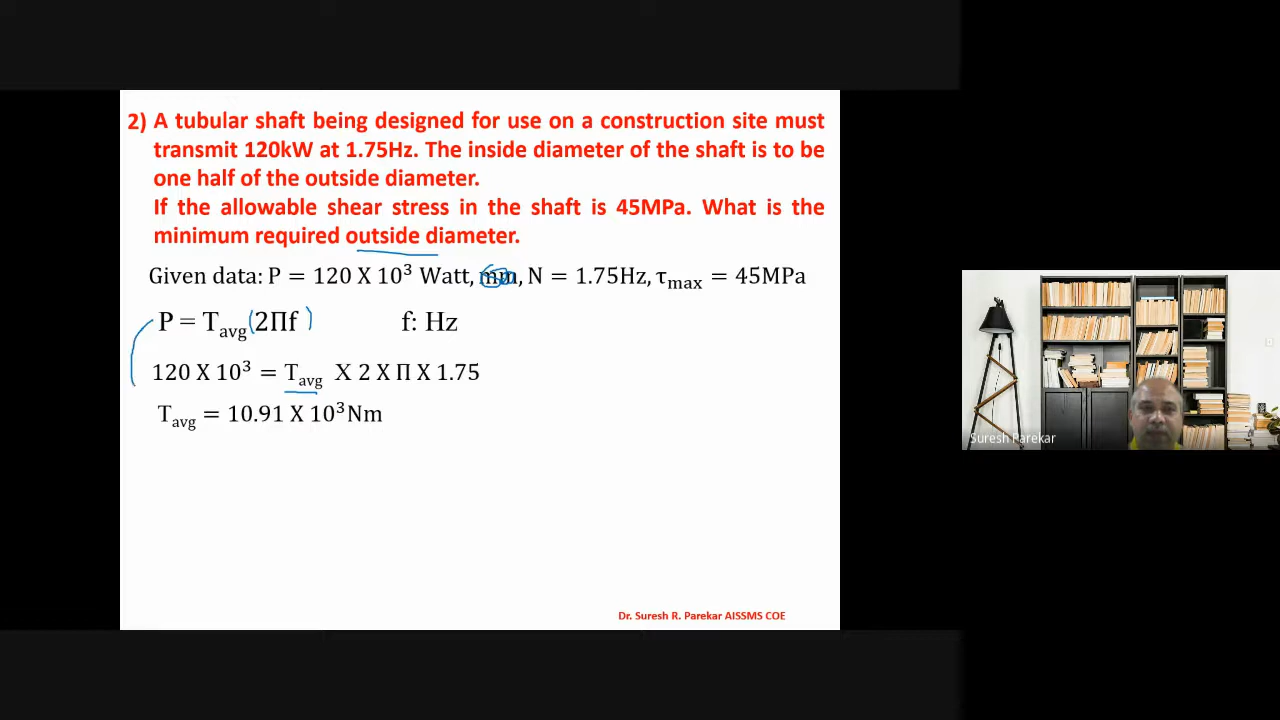 2) A tubular shaft being designed for use on a construction site must
transmit 120kW at 1.75Hz. The inside diameter of the shaft is to be
one half of the outside diameter.
If the allowable shear stress in the shaft is 45MPa. What is the
minimum required outside diameter.
Given data: P = 120 X 10³ Watt, mm, N = 1.75Hz, τmax = 45MPa
P = Tavg (2Πf) f: Hz
120 X 10³ = Tavg X 2 X Π X 1.75
Tavg = 10.91 X 10³Nm
Suresh Parekar
Dr. Suresh R. Parekar AISSMS COE